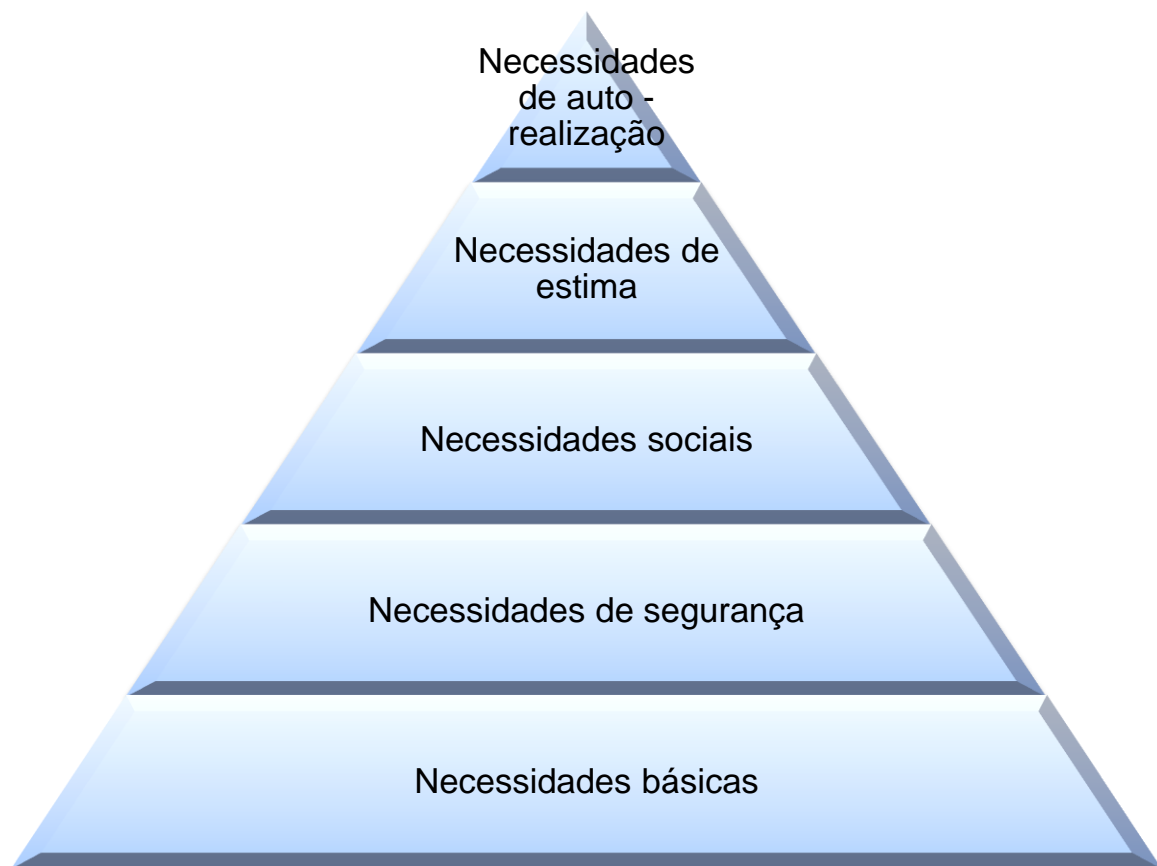 Necessidades
de auto -
realização
Necessidades de
estima
Necessidades sociais
Necessidades de segurança
Necessidades básicas